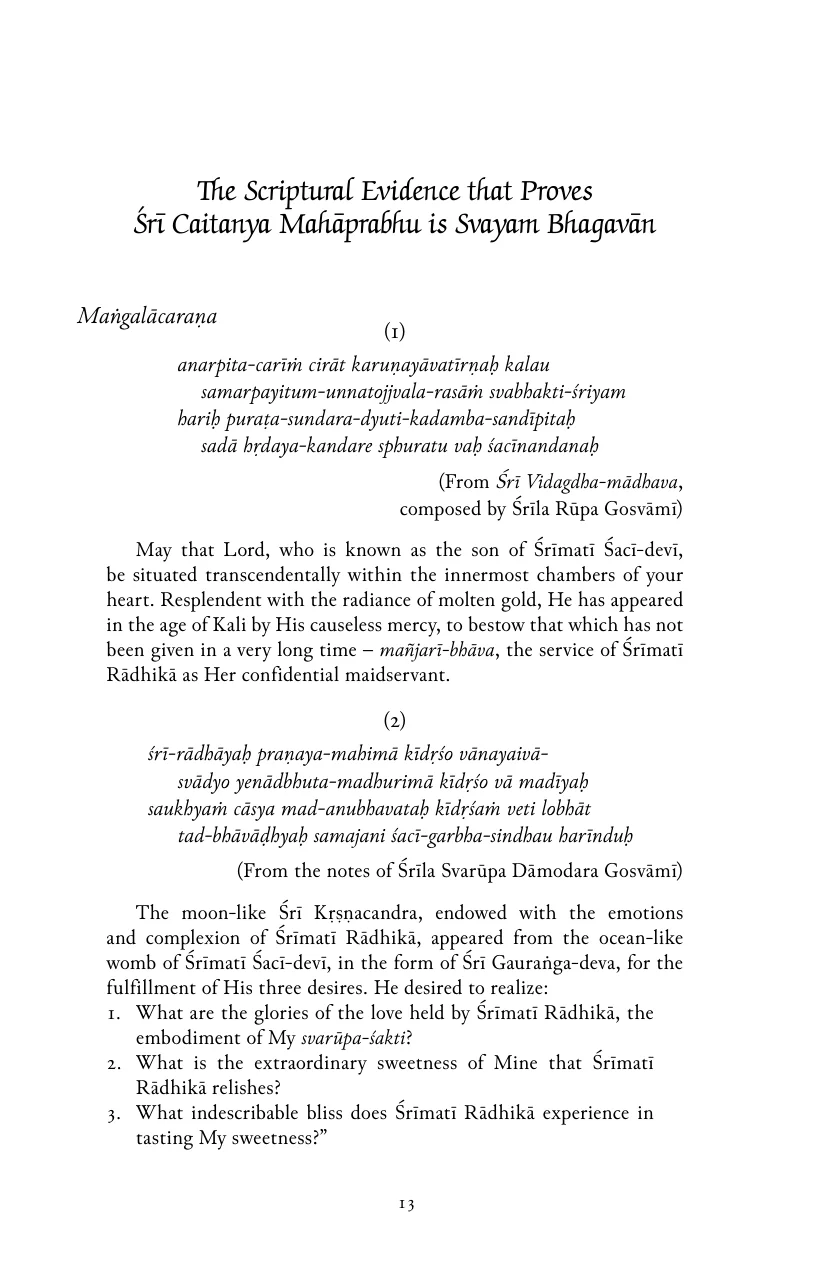 The Scriptural Evidence that Proves
Śrī Caitanya Mahāprabhu is Svayam Bhagavān
Maṅgalācaraṇa
(1)
anarpita-carīṁ cirāt karuṇayāvatīrṇaḥ kalau
samarpayitum-unnatojjvala-rasāṁ svabhakti-śriyam
hariḥ puraṭa-sundara-dyuti-kadamba-sandīpitaḥ
sadā hṛdaya-kandare sphuratu vaḥ śacīnandanaḥ
(From Śrī Vidagdha-mādhava,
composed by Śrīla Rūpa Gosvāmī)
May that Lord, who is known as the son of Śrīmatī Śacī-devī,
be situated transcendentally within the innermost chambers of your
heart. Resplendent with the radiance of molten gold, He has appeared
in the age of Kali by His causeless mercy, to bestow that which has not
been given in a very long time – mañjarī-bhāva, the service of Śrīmatī
Rādhikā as Her confidential maidservant.
(2)
śrī-rādhāyaḥ praṇaya-mahimā kīdṛśo vānayaivā-
svādyo yenādbhuta-madhurimā kīdṛśo vā madīyaḥ
saukhyaṁ cāsya mad-anubhavataḥ kīdṛśaṁ veti lobhāt
tad-bhāvāḍhyaḥ samajani śacī-garbha-sindhau harīnduḥ
(From the notes of Śrīla Svarūpa Dāmodara Gosvāmī)
The moon-like Śrī Kṛṣṇacandra, endowed with the emotions
and complexion of Śrīmatī Rādhikā, appeared from the ocean-like
womb of Śrīmatī Śacī-devī, in the form of Śrī Gauraṅga-deva, for the
fulfillment of His three desires. He desired to realize:
1. What are the glories of the love held by Śrīmatī Rādhikā, the
embodiment of My svarūpa-śakti?
2. What is the extraordinary sweetness of Mine that Śrīmatī
Rādhikā relishes?
3. What indescribable bliss does Śrīmatī Rādhikā experience in
tasting My sweetness?”
13